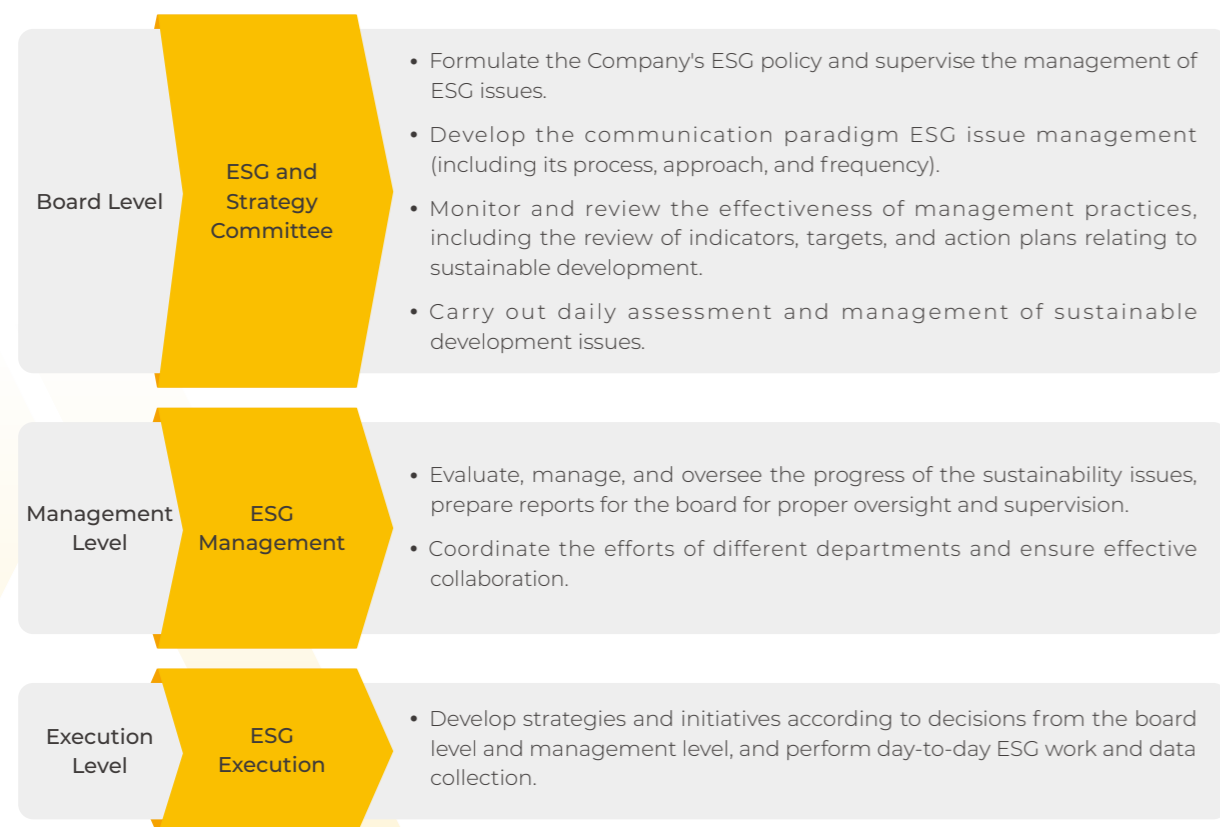 Board Level
ESG and
Strategy
Committee
• Formulate the Company's ESG policy and supervise the management of
ESG issues.
• Develop the communication paradigm ESG issue management
(including its process, approach, and frequency).
• Monitor and review the effectiveness of management practices,
including the review of indicators, targets, and action plans relating to
sustainable development.
• Carry out daily assessment and management of sustainable
development issues.
Management
Level
ESG
Management
• Evaluate, manage, and oversee the progress of the sustainability issues,
prepare reports for the board for proper oversight and supervision.
• Coordinate the efforts of different departments and ensure effective
collaboration.
Execution
Level
ESG
Execution
• Develop strategies and initiatives according to decisions from the board
level and management level, and perform day-to-day ESG work and data
collection.